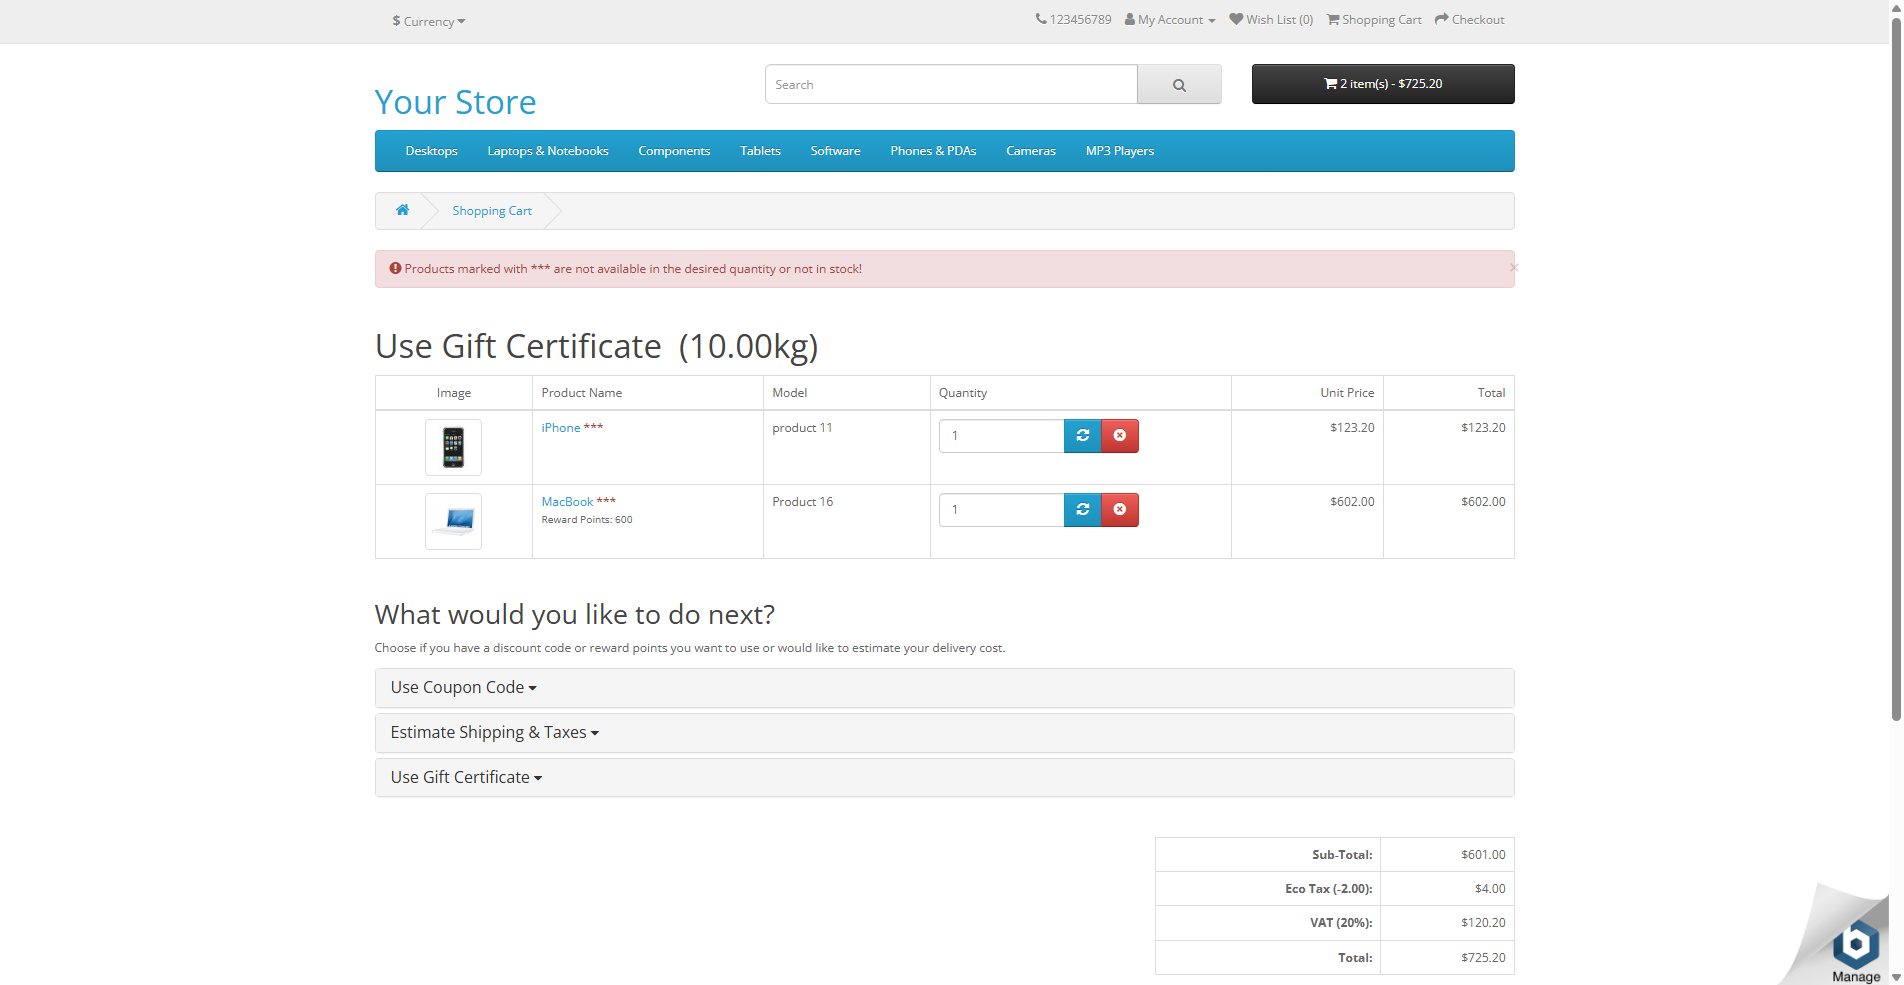 $ Currency
123456789 My Account Wish List (0) Shopping Cart Checkout
Your Store
Search
2 item(s) - $725.20
Desktops Laptops & Notebooks Components Tablets Software Phones & PDAs Cameras MP3 Players
Shopping Cart
Products marked with *** are not available in the desired quantity or not in stock!
×
Use Gift Certificate (10.00kg)
Image Product Name Model Quantity Unit Price Total
iPhone *** product 11 1 $123.20 $123.20
MacBook *** Product 16 1 $602.00 $602.00
Reward Points: 600
What would you like to do next?
Choose if you have a discount code or reward points you want to use or would like to estimate your delivery cost.
Use Coupon Code
Estimate Shipping & Taxes
Use Gift Certificate
Sub-Total: $601.00
Eco Tax (-2.00): $4.00
VAT (20%): $120.20
Total: $725.20
b
Manage